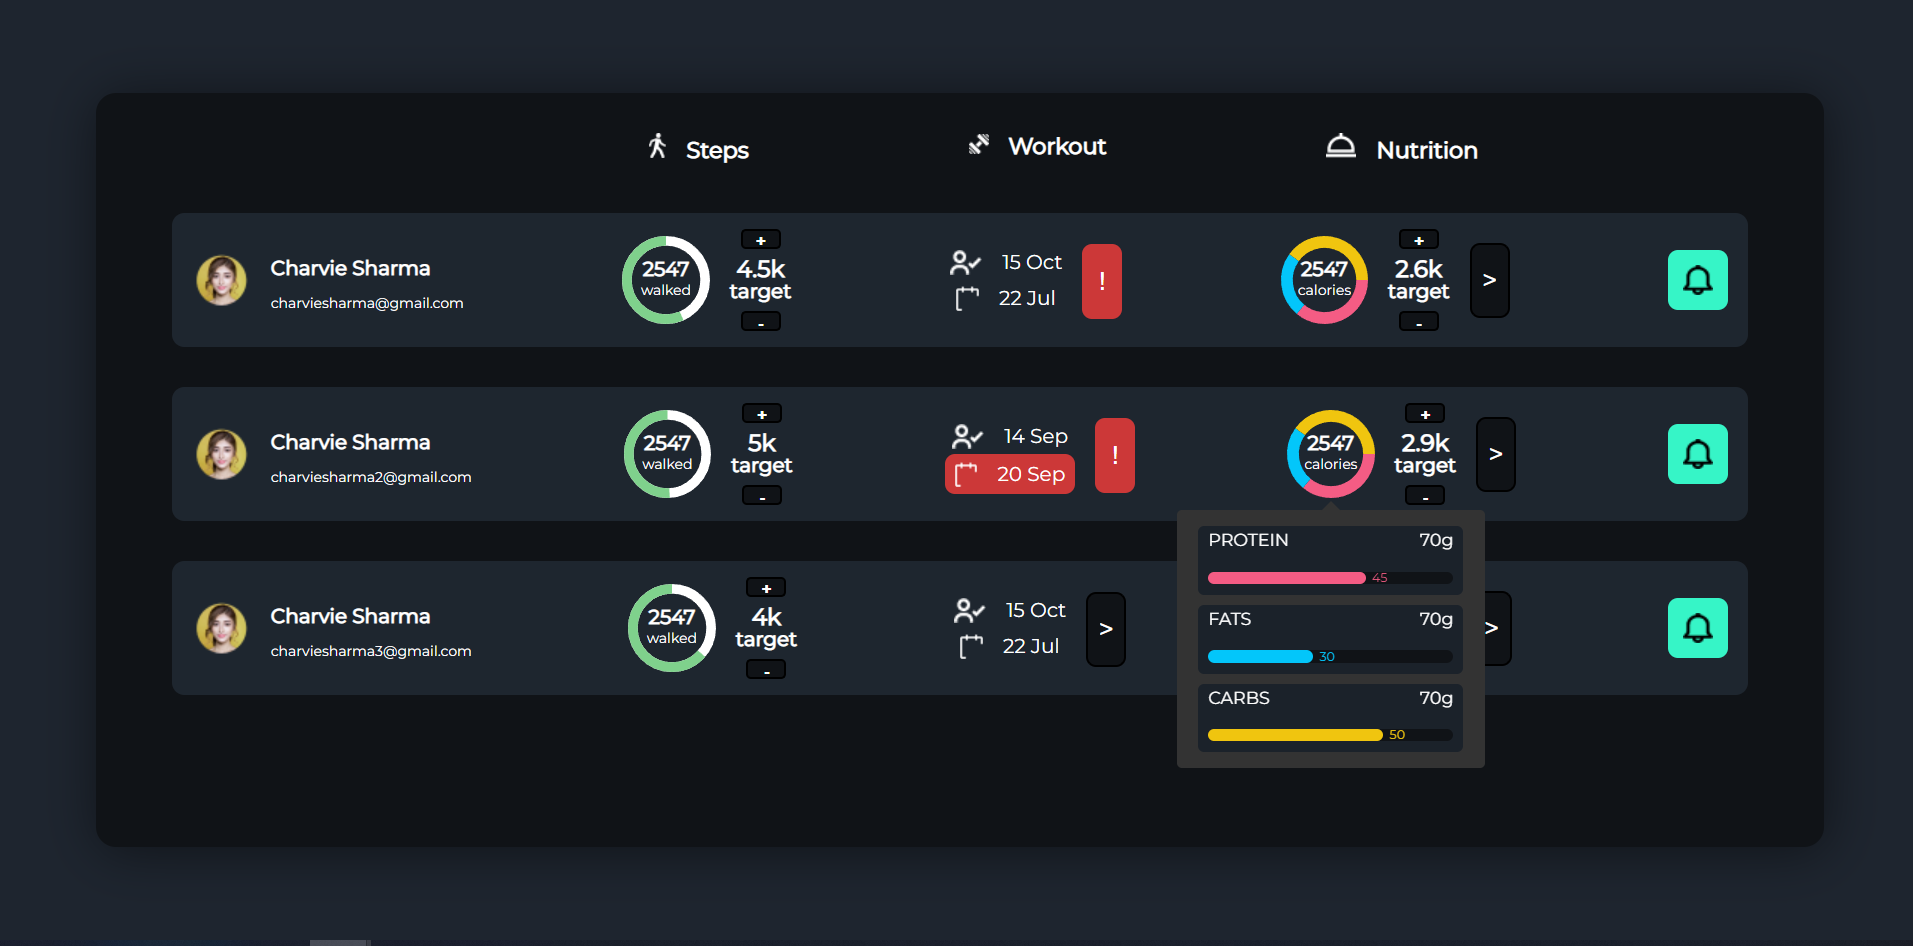 Steps
Workout
Nutrition
Charvie Sharma
charviesharma@gmail.com
2547
walked
+
4.5k
target
-
15 Oct
22 Jul
!
2547
calories
+
2.6k
target
-
>
Charvie Sharma
charviesharma2@gmail.com
2547
walked
+
5k
target
-
14 Sep
20 Sep
!
2547
calories
+
2.9k
target
-
>
Charvie Sharma
charviesharma3@gmail.com
2547
walked
+
4k
target
-
15 Oct
22 Jul
>
>
PROTEIN 70g
45
FATS 70g
30
CARBS 70g
50